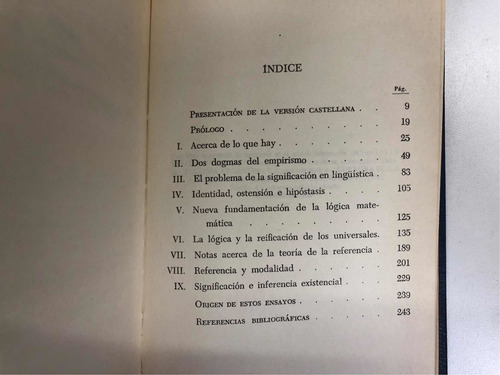 ÍNDICE
Pág.
PRESENTACIÓN DE LA VERSIÓN CASTELLANA . . 9
PRÓLOGO . . . . . . . . . 19
I. Acerca de lo que hay . . . . . . 25
II. Dos dogmas del empirismo . . . . . 49
III. El problema de la significación en lingüística . 83
IV. Identidad, ostensión e hipóstasis . . . . 105
V. Nueva fundamentación de la lógica mate-
mática . . . . . . . . 125
VI. La lógica y la reificación de los universales. . 135
VII. Notas acerca de la teoría de la referencia . . 189
VIII. Referencia y modalidad . . . . . 201
IX. Significación e inferencia existencial . . . 229
ORIGEN DE ESTOS ENSAYOS . . . . . 239
REFERENCIAS BIBLIOGRÁFICAS . . . . . 243